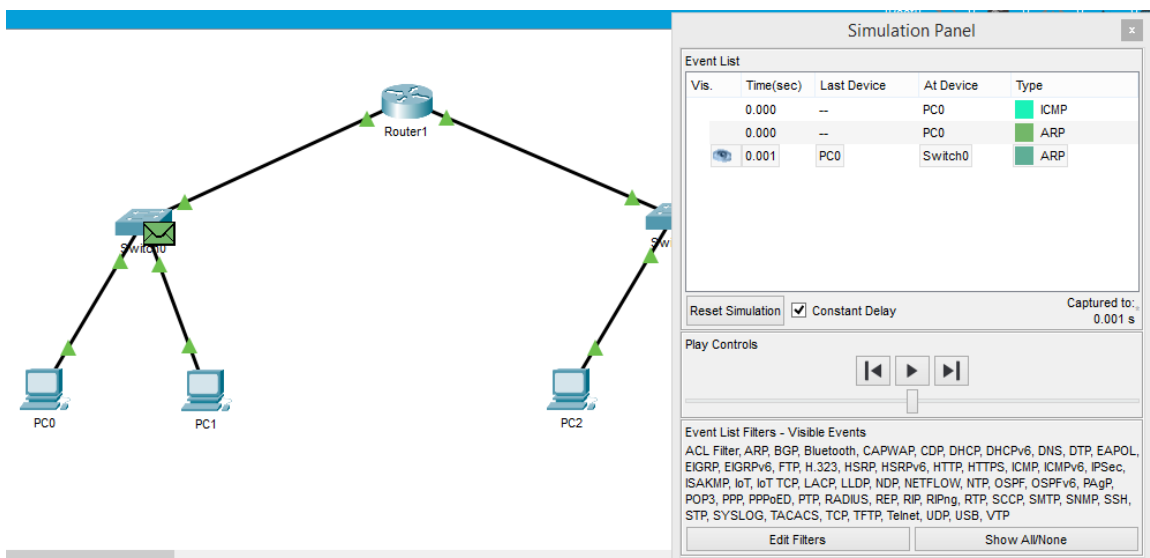 Simulation Panel
x
Event List
Vis. Time(sec) Last Device At Device Type
0.000 -- PC0 ICMP
0.000 -- PC0 ARP
0.001 PC0 Switch0 ARP
Router1
Switch0
Sw
PC0
PC1
PC2
Reset Simulation Constant Delay
Captured to:
0.001 s
Play Controls
Event List Filters - Visible Events
ACL Filter, ARP, BGP, Bluetooth, CAPWAP, CDP, DHCP, DHCPv6, DNS, DTP, EAPOL,
EIGRP, EIGRPv6, FTP, H.323, HSRP, HSRPv6, HTTP, HTTPS, ICMP, ICMPv6, IPSec,
ISAKMP, IoT, IoT TCP, LACP, LLDP, NDP, NETFLOW, NTP, OSPF, OSPFv6, PAgP,
POP3, PPP, PPPoED, PTP, RADIUS, REP, RIP, RIPng, RTP, SCCP, SMTP, SNMP, SSH,
STP, SYSLOG, TACACS, TCP, TFTP, Telnet, UDP, USB, VTP
Edit Filters
Show All/None